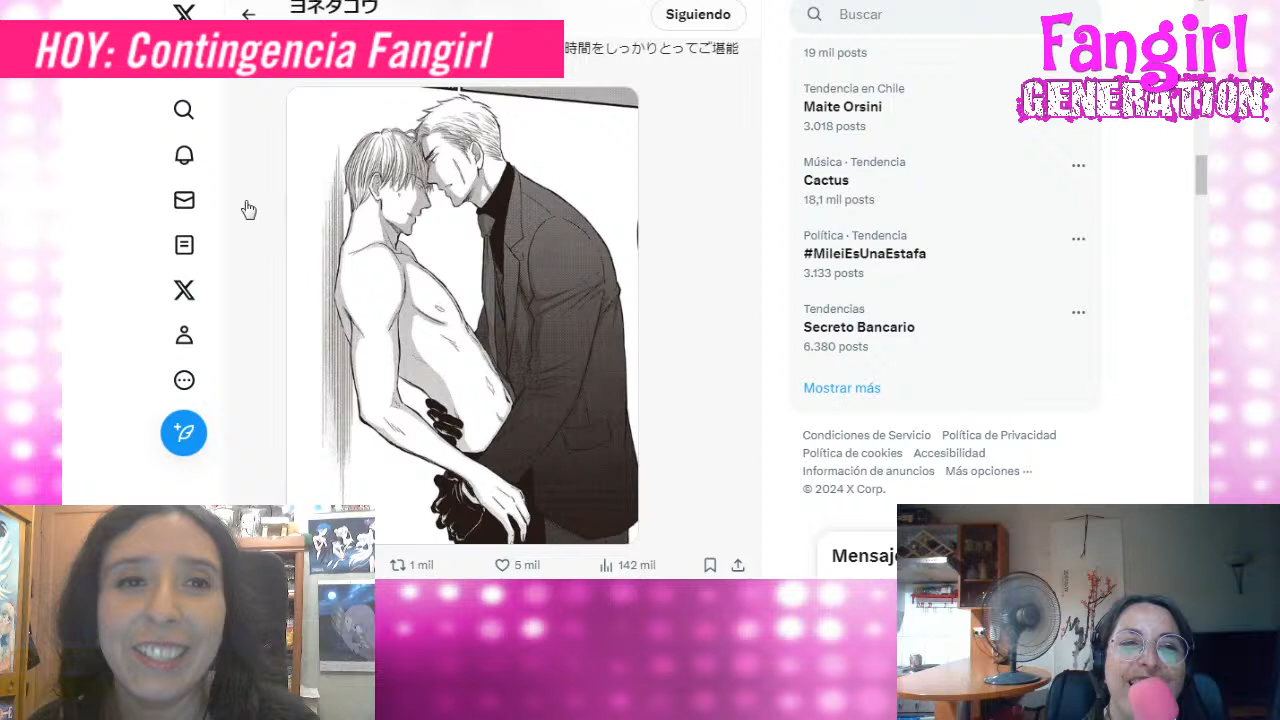 HOY: Contingencia Fangirl
ヨネダコウ
Siguiendo
時間をしっかりとってご堪能
1 mil
5 mil
142 mil
Buscar
19 mil posts
Tendencia en Chile
Maite Orsini
3.018 posts
Música · Tendencia
Cactus
18,1 mil posts
Política · Tendencia
#MileiEsUnaEstafa
3.133 posts
Tendencias
Secreto Bancario
6.380 posts
Mostrar más
Condiciones de Servicio Política de Privacidad
Política de cookies Accesibilidad
Información de anuncios Más opciones ···
© 2024 X Corp.
Mensaje
Fangirl
GENERATION